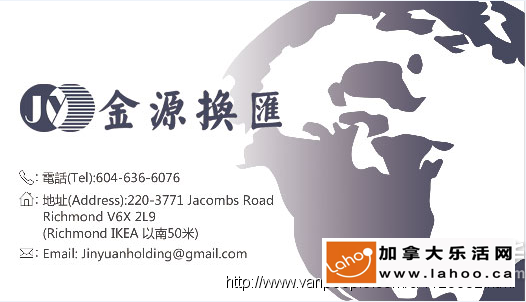 JY 金源換匯
電話(Tel):604-636-6076
地址(Address):220-3771 Jacombs Road
Richmond V6X 2L9
(Richmond IKEA 以南50米)
Email: Jinyuanholding@gmail.com
Lahoo 加拿大乐活网
.ca www.lahoo.ca